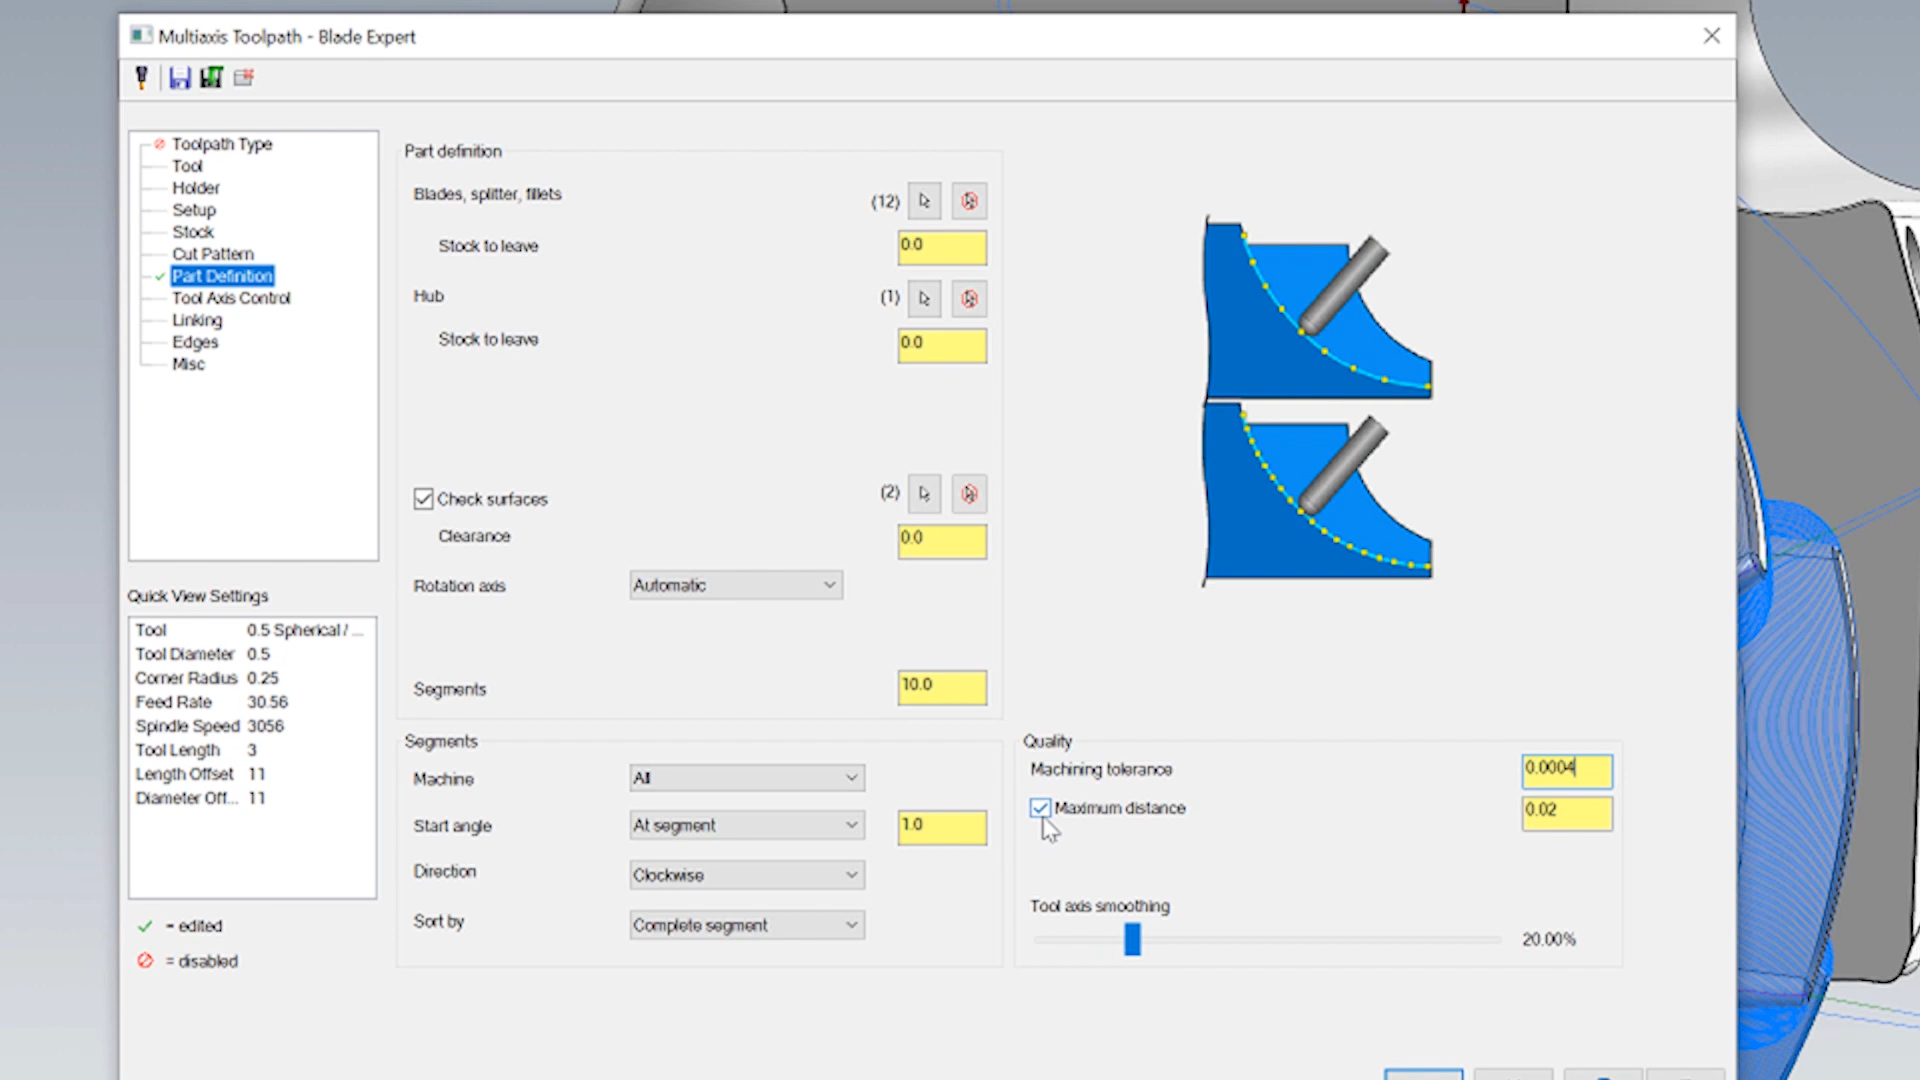 Multiaxis Toolpath - Blade Expert
Toolpath Type
Tool
Holder
Setup
Stock
Cut Pattern
Part Definition
Tool Axis Control
Linking
Edges
Misc
Quick View Settings
Tool 0.5 Spherical / ...
Tool Diameter 0.5
Corner Radius 0.25
Feed Rate 30.56
Spindle Speed 3056
Tool Length 3
Length Offset 11
Diameter Off... 11
= edited
= disabled
Part definition
Blades, splitter, fillets (12)
Stock to leave 0.0
Hub (1)
Stock to leave 0.0
Check surfaces (2)
Clearance 0.0
Rotation axis Automatic
Segments 10.0
Segments
Machine All
Start angle At segment 1.0
Direction Clockwise
Sort by Complete segment
Quality
Machining tolerance 0.0004
Maximum distance 0.02
Tool axis smoothing
20.00%